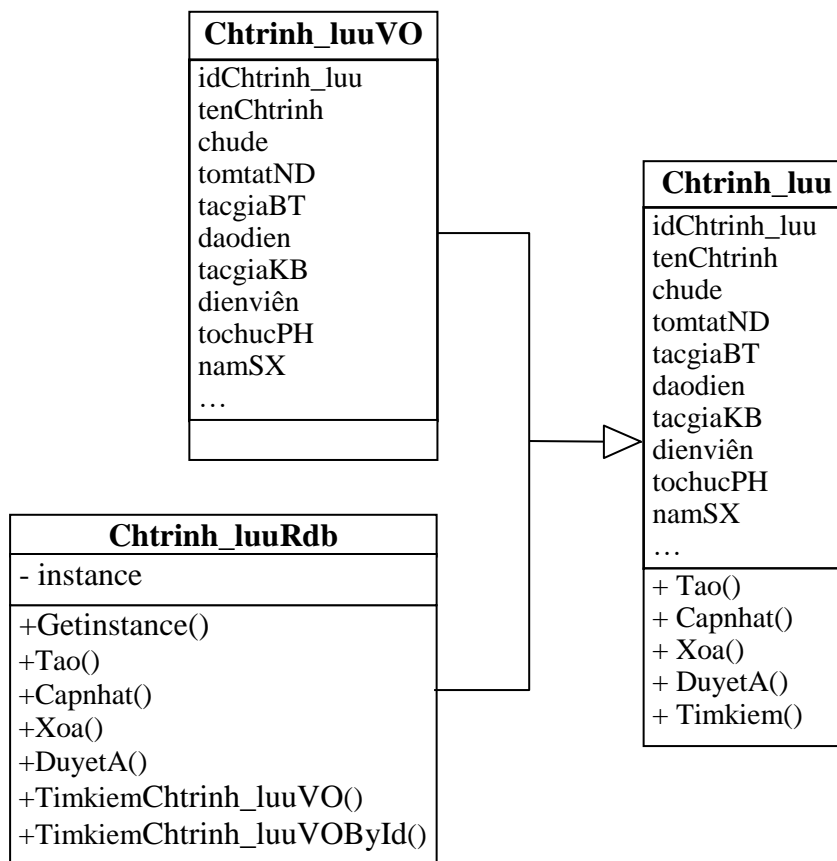 Chtrinh_luuVO
idChtrinh_luu
tenChtrinh
chude
tomtatND
tacgiaBT
daodien
tacgiaKB
dienviên
tochucPH
namSX
…
Chtrinh_luuRdb
- instance
+Getinstance()
+Tao()
+Capnhat()
+Xoa()
+DuyetA()
+TimkiemChtrinh_luuVO()
+TimkiemChtrinh_luuVOById()
Chtrinh_luu
idChtrinh_luu
tenChtrinh
chude
tomtatND
tacgiaBT
daodien
tacgiaKB
dienviên
tochucPH
namSX
…
+ Tao()
+ Capnhat()
+ Xoa()
+ DuyetA()
+ Timkiem()